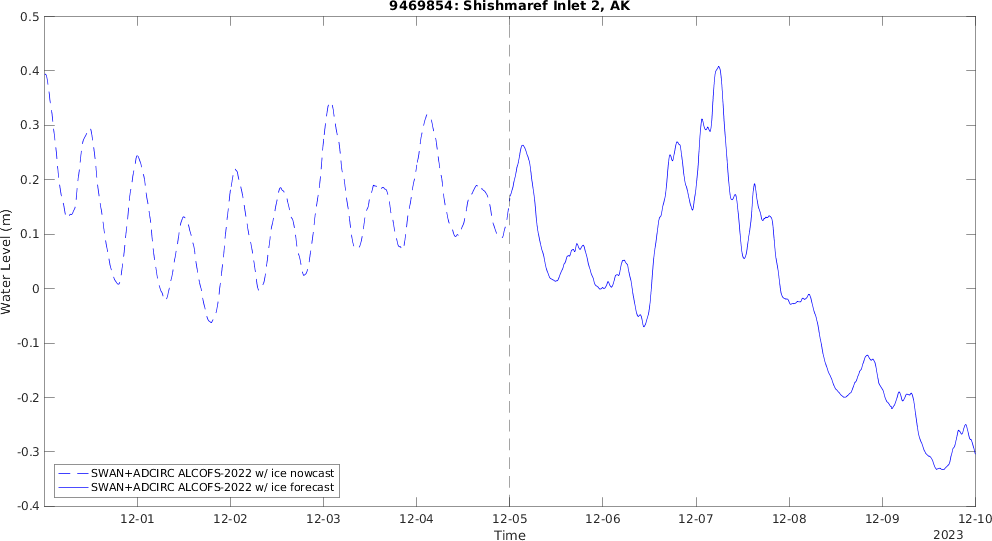 9469854: Shishmaref Inlet 2, AK
0.5
0.4
0.3
0.2
0.1
0
-0.1
-0.2
-0.3
-0.4
Water Level (m)
SWAN+ADCIRC ALCOFS-2022 w/ ice nowcast
SWAN+ADCIRC ALCOFS-2022 w/ ice forecast
12-01 12-02 12-03 12-04 12-05 12-06 12-07 12-08 12-09 12-10
Time
2023